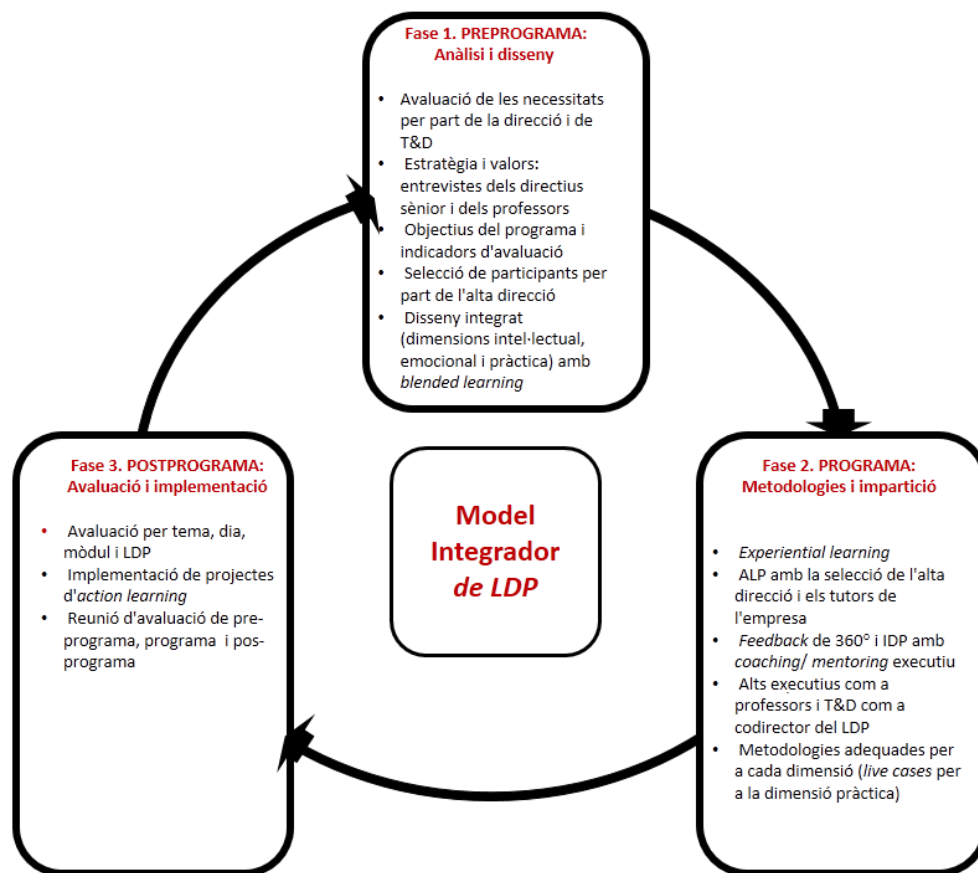 Fase 1. PREPROGRAMA:
Anàlisi i disseny
• Avaluació de les necessitats
per part de la direcció i de
T&D
• Estratègia i valors:
entrevistes dels directius
sènior i dels professors
• Objectius del programa i
indicadors d'avaluació
• Selecció de participants per
part de l'alta direcció
• Disseny integrat
(dimensions intel·lectual,
emocional i pràctica) amb
blended learning
Fase 3. POSTPROGRAMA:
Avaluació i implementació
• Avaluació per tema, dia,
mòdul i LDP
• Implementació de projectes
d'action learning
• Reunió d'avaluació de pre-
programa, programa i pos-
programa
Model
Integrador
de LDP
Fase 2. PROGRAMA:
Metodologies i impartició
• Experiential learning
• ALP amb la selecció de l'alta
direcció i els tutors de
l'empresa
• Feedback de 360° i IDP amb
coaching/ mentoring executiu
• Alts executius com a
professors i T&D com a
codirector del LDP
• Metodologies adequades per
a cada dimensió (live cases per
a la dimensió pràctica)